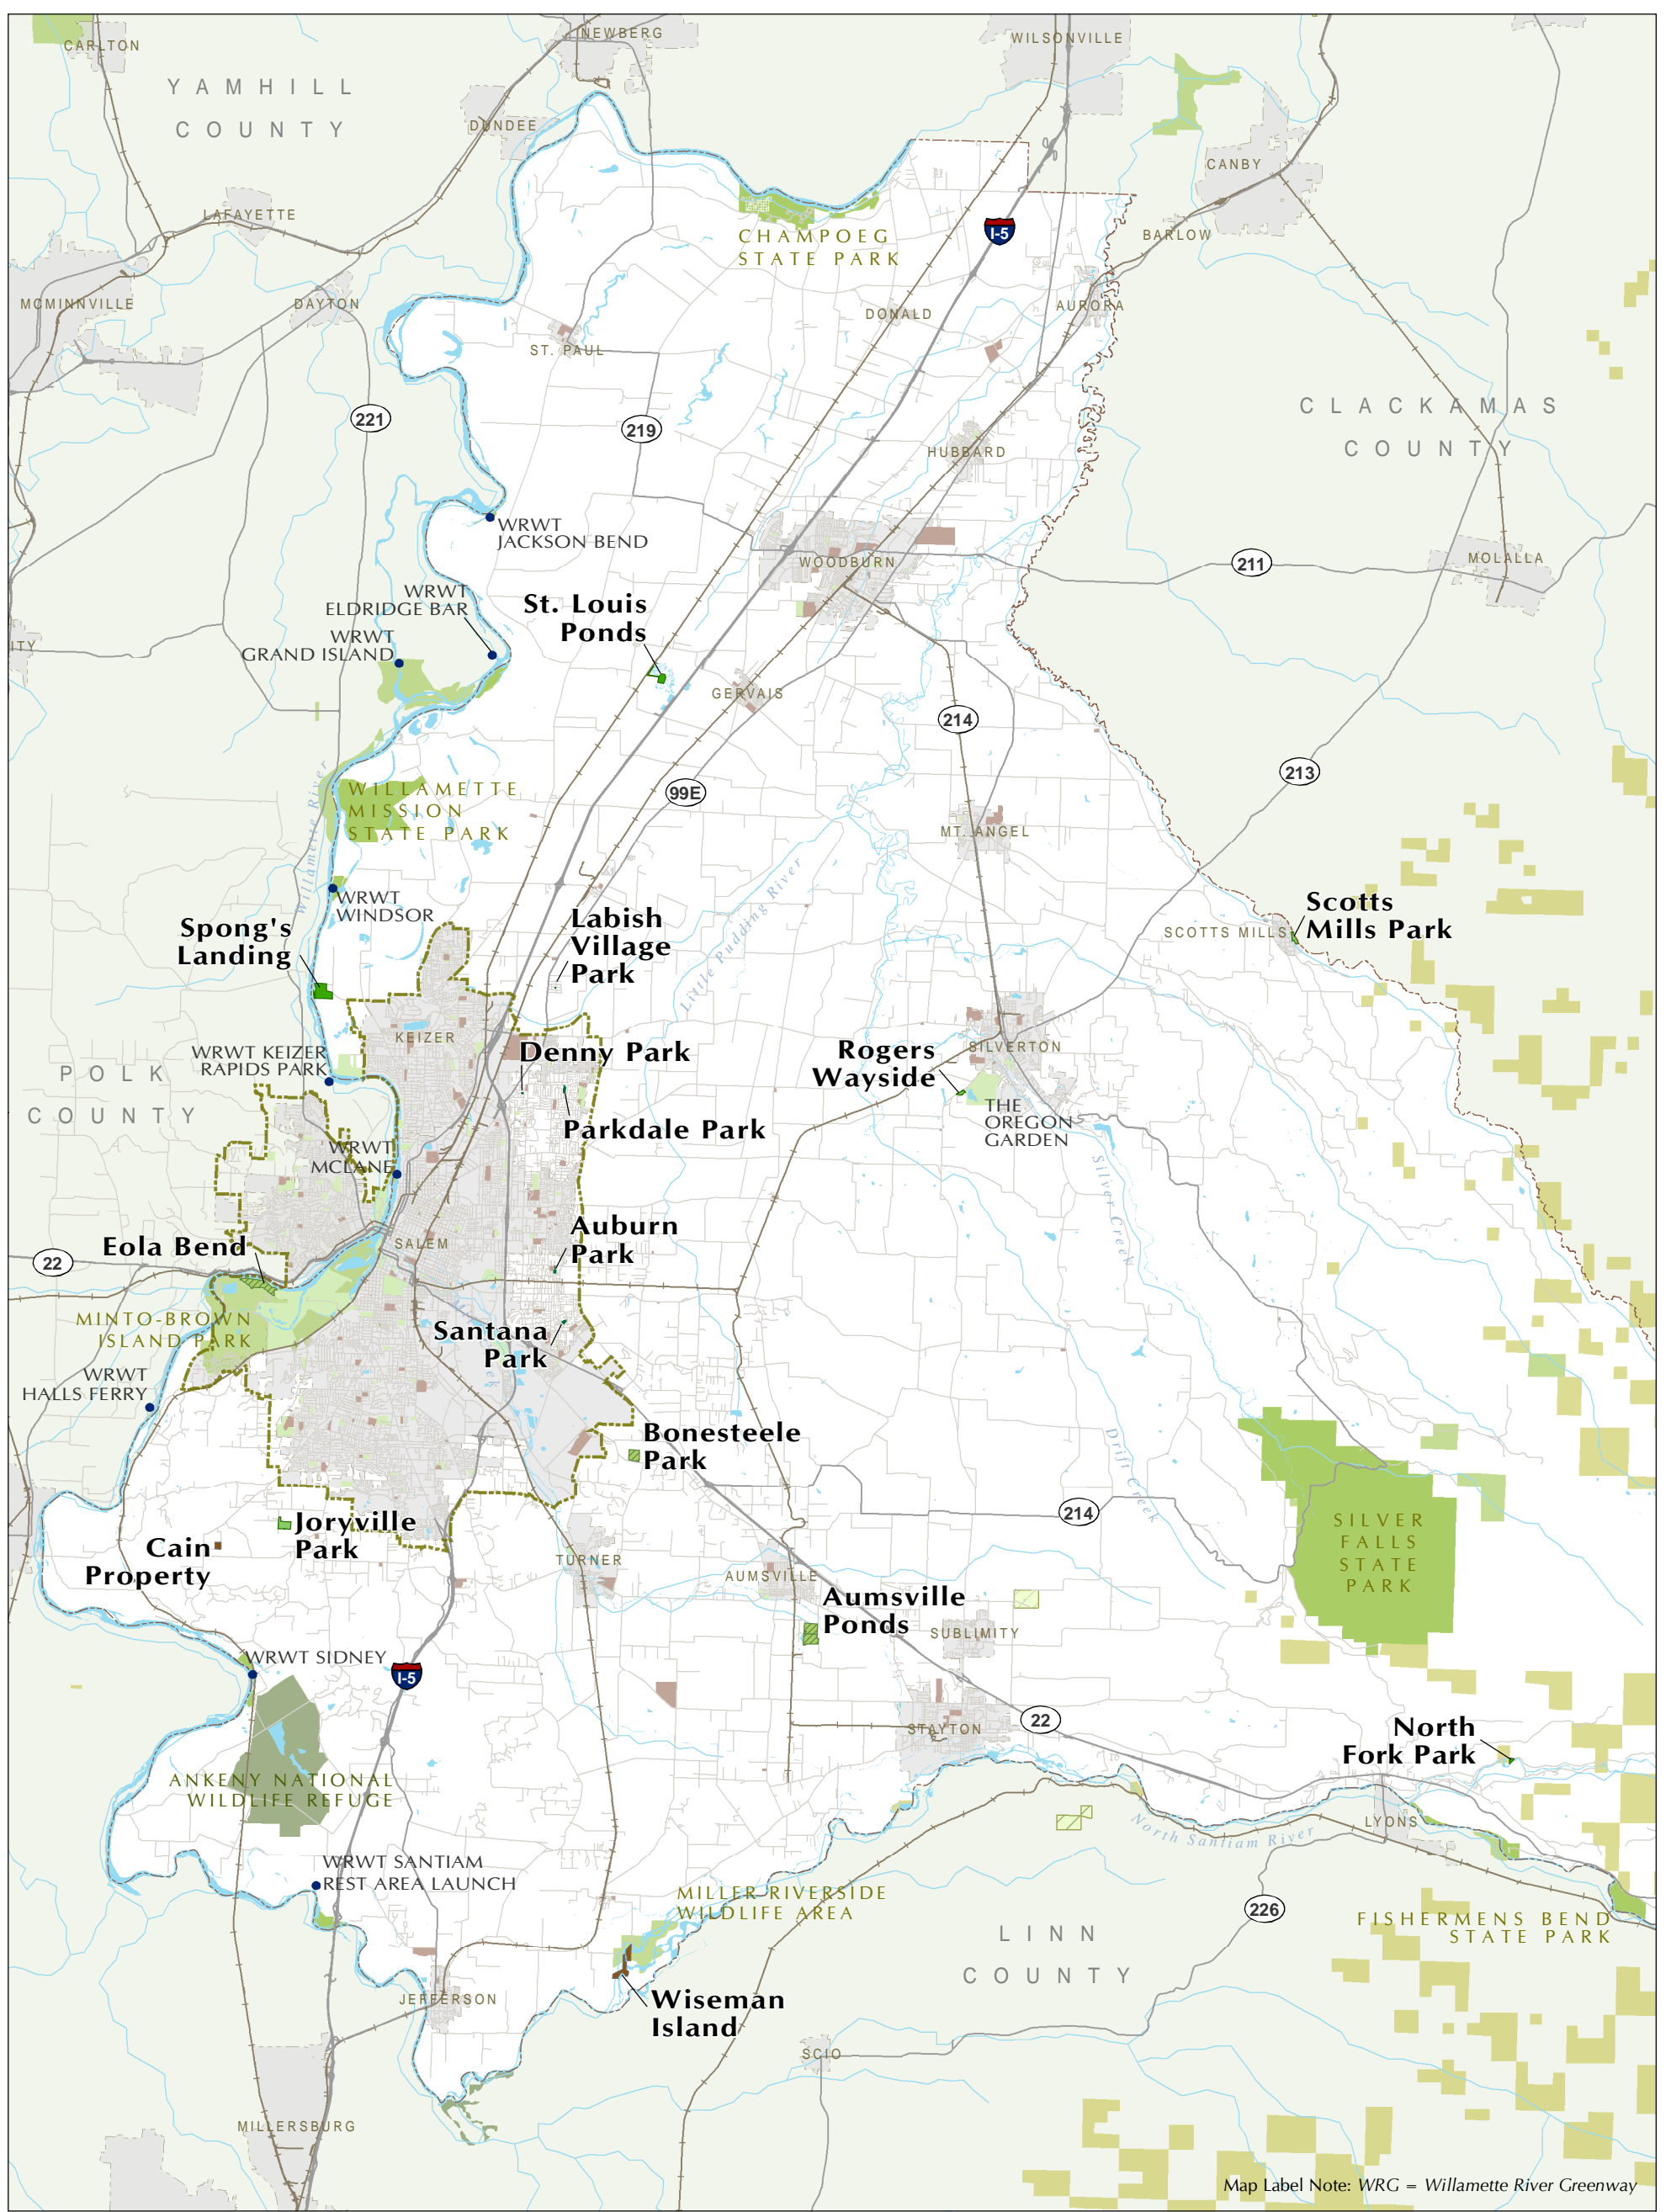 CARLTON
NEWBERG
WILSONVILLE
YAMHILL
COUNTY
DUNDEE
CANBY
LAFAYETTE
BARLOW
I-5
CHAMPOEG
STATE PARK
MCMINNVILLE
DAYTON
DONALD
AURORA
ST. PAUL
221
219
CLACKAMAS
COUNTY
HUBBARD
WRWT
JACKSON BEND
WOODBURN
211
MOLALLA
WRWT
ELDRIDGE BAR
St. Louis
Ponds
WRWT
GRAND ISLAND
ITY
GERVAIS
214
213
Willamette River
WILLAMETTE
MISSION
STATE PARK
99E
MT. ANGEL
Little Pudding River
WRWT
WINDSOR
Spong's
Landing
Labish
Village
Park
SCOTTS MILLS
Scotts
Mills Park
KEIZER
Denny Park
Rogers
Wayside
SILVERTON
WRWT KEIZER
RAPIDS PARK
POLK
COUNTY
THE
OREGON
GARDEN
Parkdale Park
WRWT
MCLANE
Silver Creek
Auburn
Park
SALEM
Eola Bend
22
MINTO-BROWN
ISLAND PARK
Santana
Park
WRWT
HALLS FERRY
Bonesteele
Park
Drift Creek
214
SILVER
FALLS
STATE
PARK
Joryville
Park
Cain
Property
TURNER
AUMSVILLE
Aumsville
Ponds
SUBLIMITY
WRWT SIDNEY
I-5
STAYTON
22
North
Fork Park
ANKENY NATIONAL
WILDLIFE REFUGE
LYONS
North Santiam River
WRWT SANTIAM
REST AREA LAUNCH
MILLER RIVERSIDE
WILDLIFE AREA
226
FISHERMENS BEND
STATE PARK
LINN
COUNTY
JEFFERSON
Wiseman
Island
SCIO
MILLERSBURG
Map Label Note: WRG = Willamette River Greenway